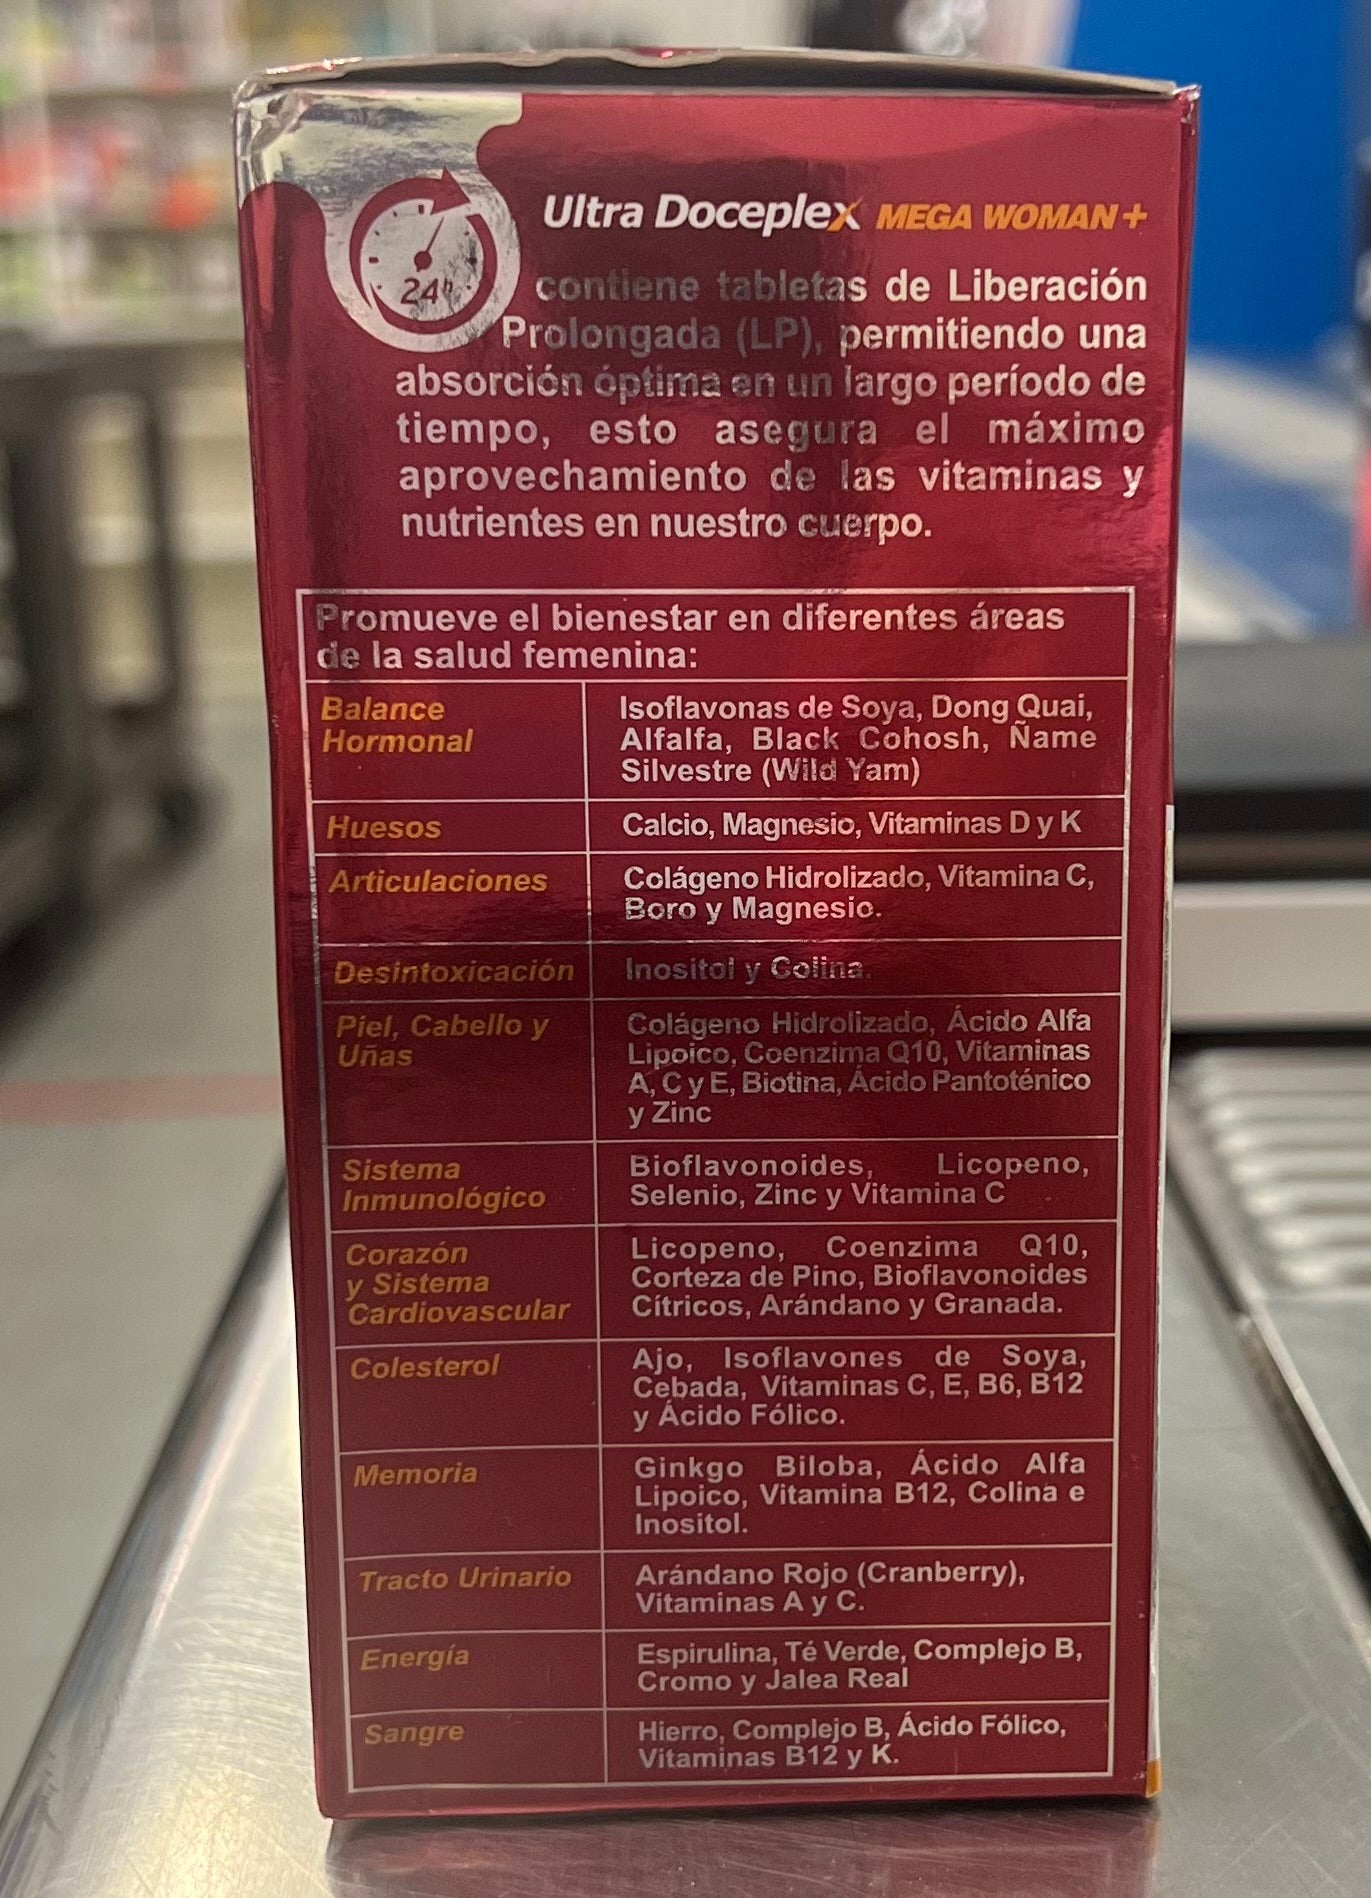 24h
Ultra Doceplex MEGA WOMAN+
contiene tabletas de Liberación
Prolongada (LP), permitiendo una
absorción óptima en un largo período de
tiempo, esto asegura el máximo
aprovechamiento de las vitaminas y
nutrientes en nuestro cuerpo.
Promueve el bienestar en diferentes áreas
de la salud femenina:
Balance
Hormonal
Isoflavonas de Soya, Dong Quai,
Alfalfa, Black Cohosh, Ñame
Silvestre (Wild Yam)
Huesos
Calcio, Magnesio, Vitaminas D y K
Articulaciones
Colágeno Hidrolizado, Vitamina C,
Boro y Magnesio.
Desintoxicación
Inositol y Colina.
Piel, Cabello y
Uñas
Colágeno Hidrolizado, Ácido Alfa
Lipoico, Coenzima Q10, Vitaminas
A, C y E, Biotina, Ácido Pantoténico
y Zinc
Sistema
Inmunológico
Bioflavonoides, Licopeno,
Selenio, Zinc y Vitamina C
Corazón
y Sistema
Cardiovascular
Licopeno, Coenzima Q10,
Corteza de Pino, Bioflavonoides
Cítricos, Arándano y Granada.
Colesterol
Ajo, Isoflavones de Soya,
Cebada, Vitaminas C, E, B6, B12
y Ácido Fólico.
Memoria
Ginkgo Biloba, Ácido Alfa
Lipoico, Vitamina B12, Colina e
Inositol.
Tracto Urinario
Arándano Rojo (Cranberry),
Vitaminas A y C.
Energía
Espirulina, Té Verde, Complejo B,
Cromo y Jalea Real
Sangre
Hierro, Complejo B, Ácido Fólico,
Vitaminas B12 y K.